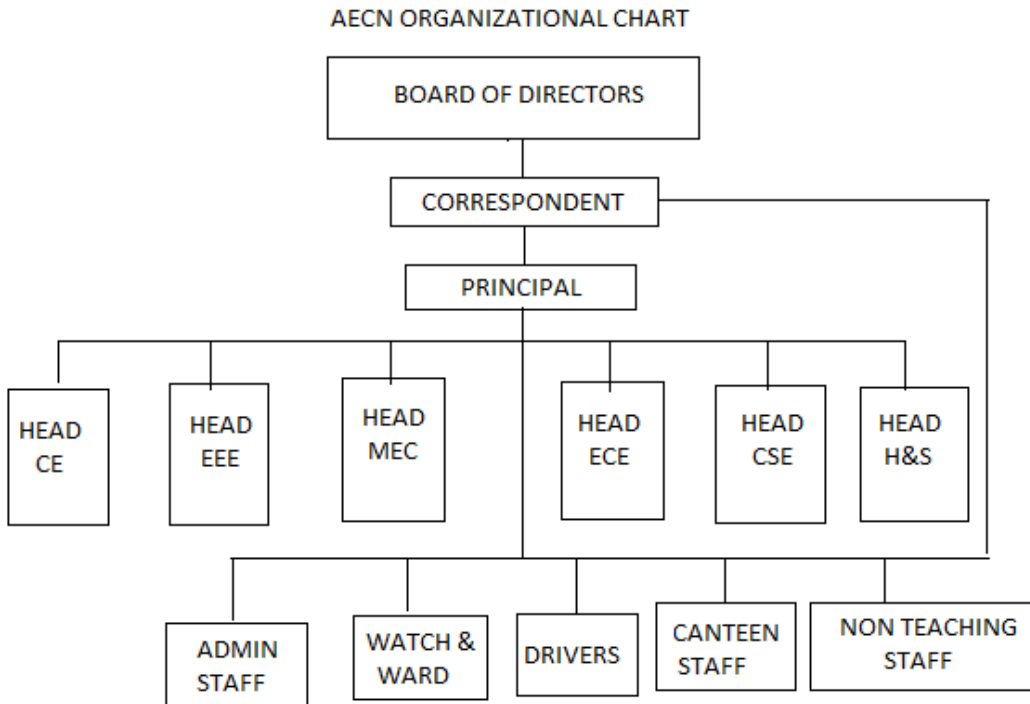 AECN ORGANIZATIONAL CHART
BOARD OF DIRECTORS
CORRESPONDENT
PRINCIPAL
HEAD
CE
HEAD
EEE
HEAD
MEC
HEAD
ECE
HEAD
CSE
HEAD
H&S
ADMIN
STAFF
WATCH &
WARD
DRIVERS
CANTEEN
STAFF
NON TEACHING
STAFF